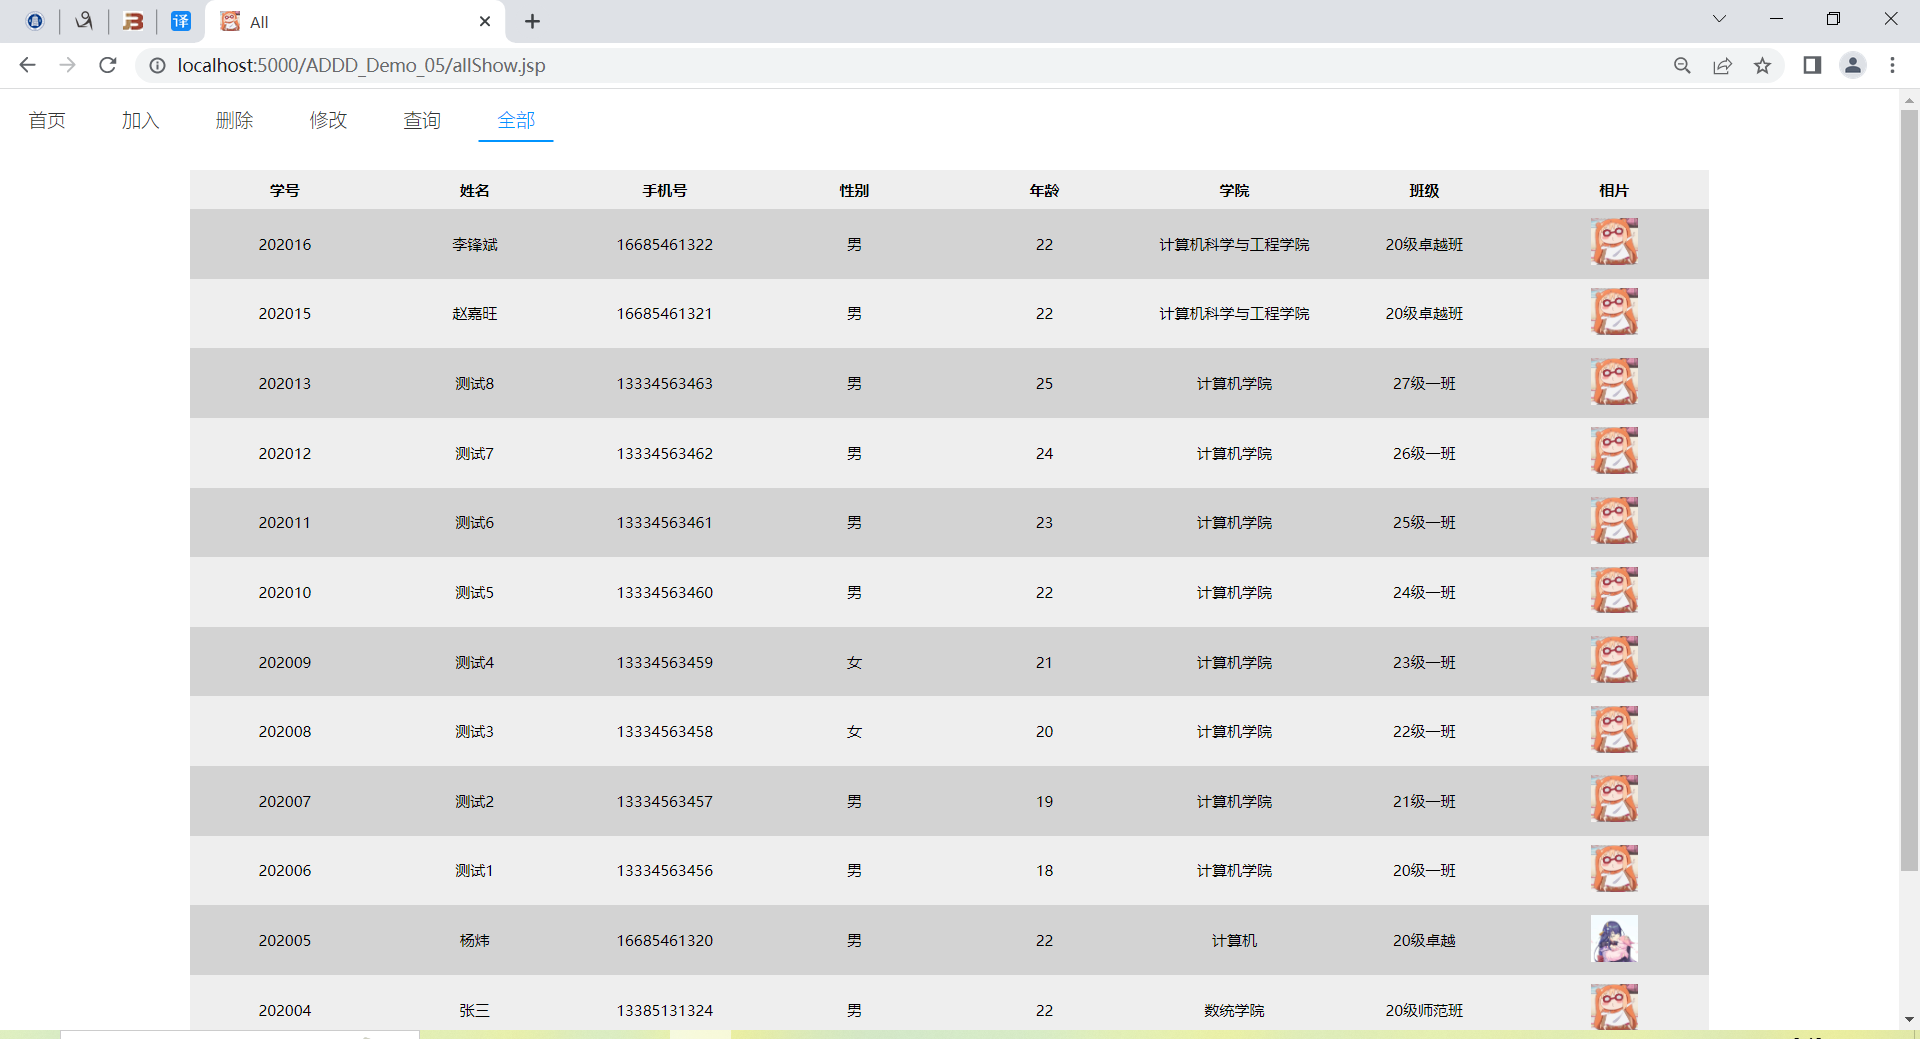 译 All
localhost:5000/ADDD_Demo_05/allShow.jsp
首页 加入 删除 修改 查询 全部
学号 姓名 手机号 性别 年龄 学院 班级 相片
202016 李锋斌 16685461322 男 22 计算机科学与工程学院 20级卓越班
202015 赵嘉旺 16685461321 男 22 计算机科学与工程学院 20级卓越班
202013 测试8 13334563463 男 25 计算机学院 27级一班
202012 测试7 13334563462 男 24 计算机学院 26级一班
202011 测试6 13334563461 男 23 计算机学院 25级一班
202010 测试5 13334563460 男 22 计算机学院 24级一班
202009 测试4 13334563459 女 21 计算机学院 23级一班
202008 测试3 13334563458 女 20 计算机学院 22级一班
202007 测试2 13334563457 男 19 计算机学院 21级一班
202006 测试1 13334563456 男 18 计算机学院 20级一班
202005 杨炜 16685461320 男 22 计算机 20级卓越
202004 张三 13385131324 男 22 数统学院 20级师范班